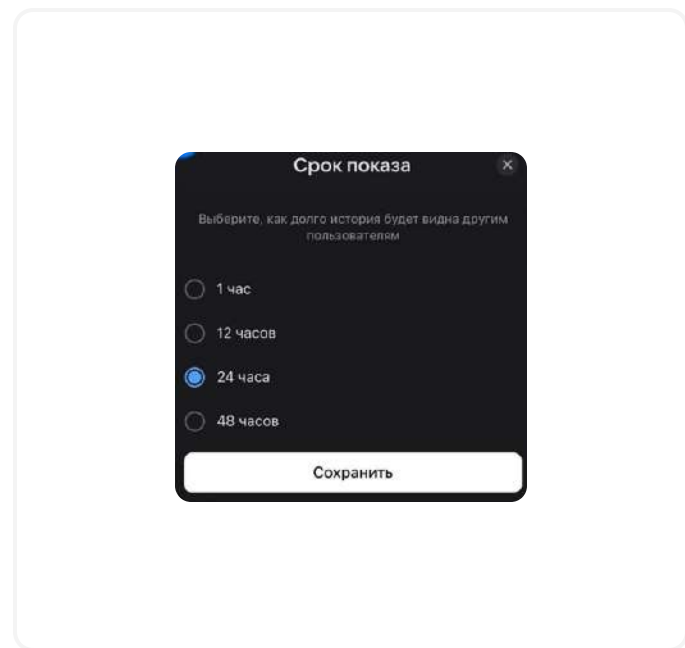 Срок показа
Выберите, как долго история будет видна другим
пользователям
1 час
12 часов
24 часа
48 часов
Сохранить